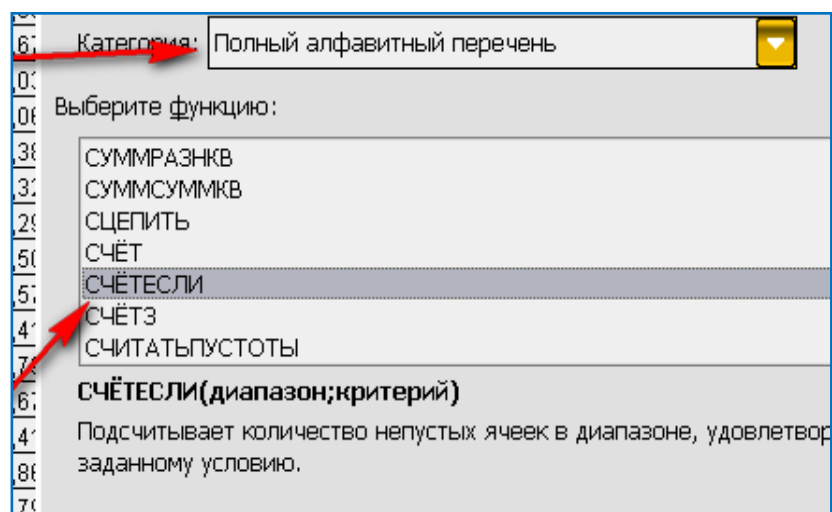 Категория: Полный алфавитный перечень
Выберите функцию:
СУММРАЗНКВ
СУММСУММКВ
СЦЕПИТЬ
СЧЁТ
СЧЁТЕСЛИ
СЧЁТЗ
СЧИТАТЬПУСТОТЫ
СЧЁТЕСЛИ(диапазон;критерий)
Подсчитывает количество непустых ячеек в диапазоне, удовлетвор
заданному условию.